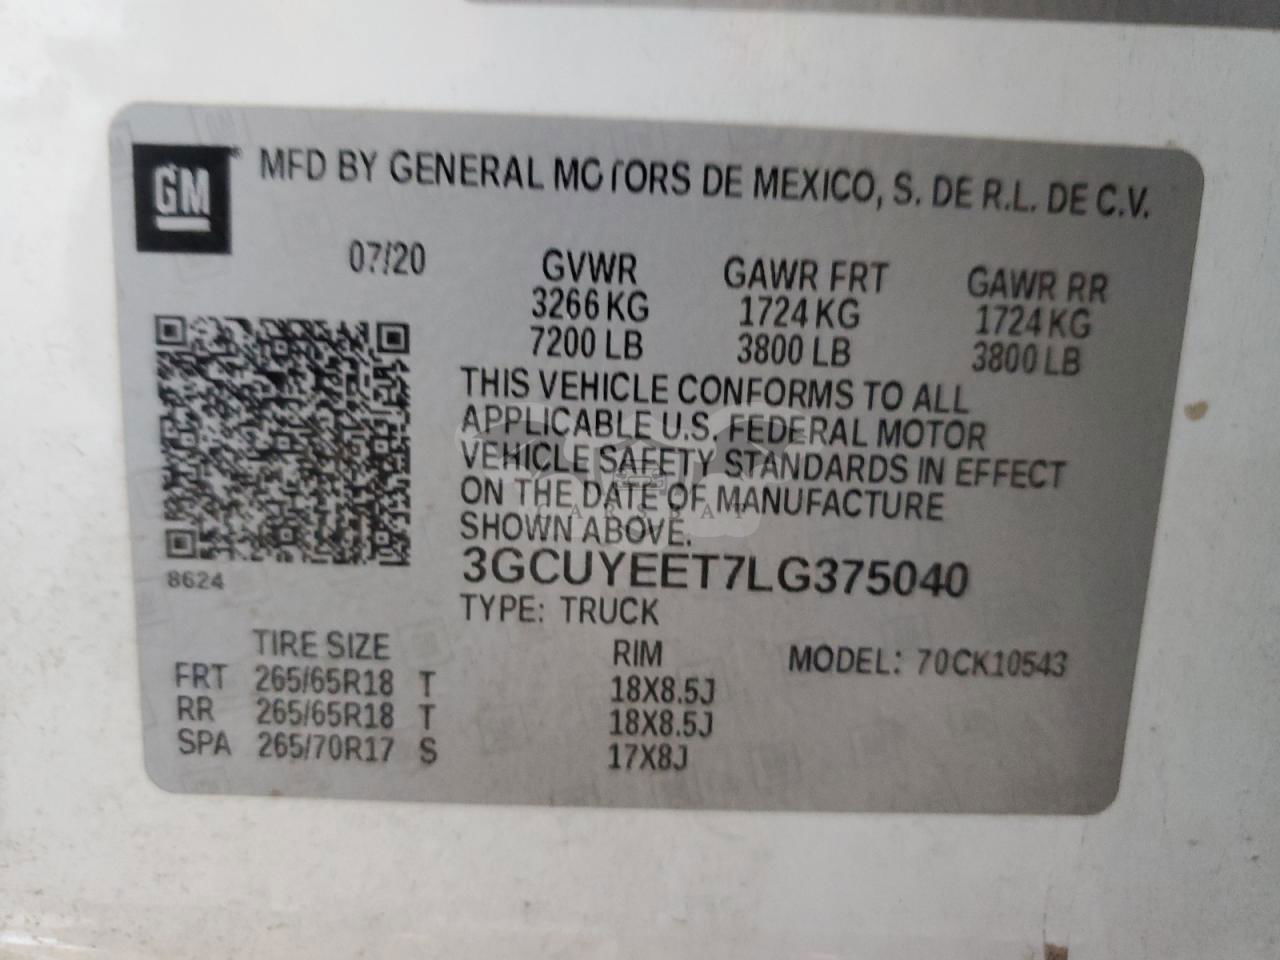 GM MFD BY GENERAL MOTORS DE MEXICO, S. DE R.L. DE C.V.
07/20
GVWR GAWR FRT GAWR RR
3266 KG 1724 KG 1724 KG
7200 LB 3800 LB 3800 LB
THIS VEHICLE CONFORMS TO ALL
APPLICABLE U.S. FEDERAL MOTOR
VEHICLE SAFETY STANDARDS IN EFFECT
ON THE DATE OF MANUFACTURE
CARSBAT
SHOWN ABOVE.
3GCUYEET7LG375040
8624
TYPE: TRUCK
TIRE SIZE RIM MODEL: 70CK10543
FRT 265/65R18 T 18X8.5J
RR 265/65R18 T 18X8.5J
SPA 265/70R17 S 17X8J